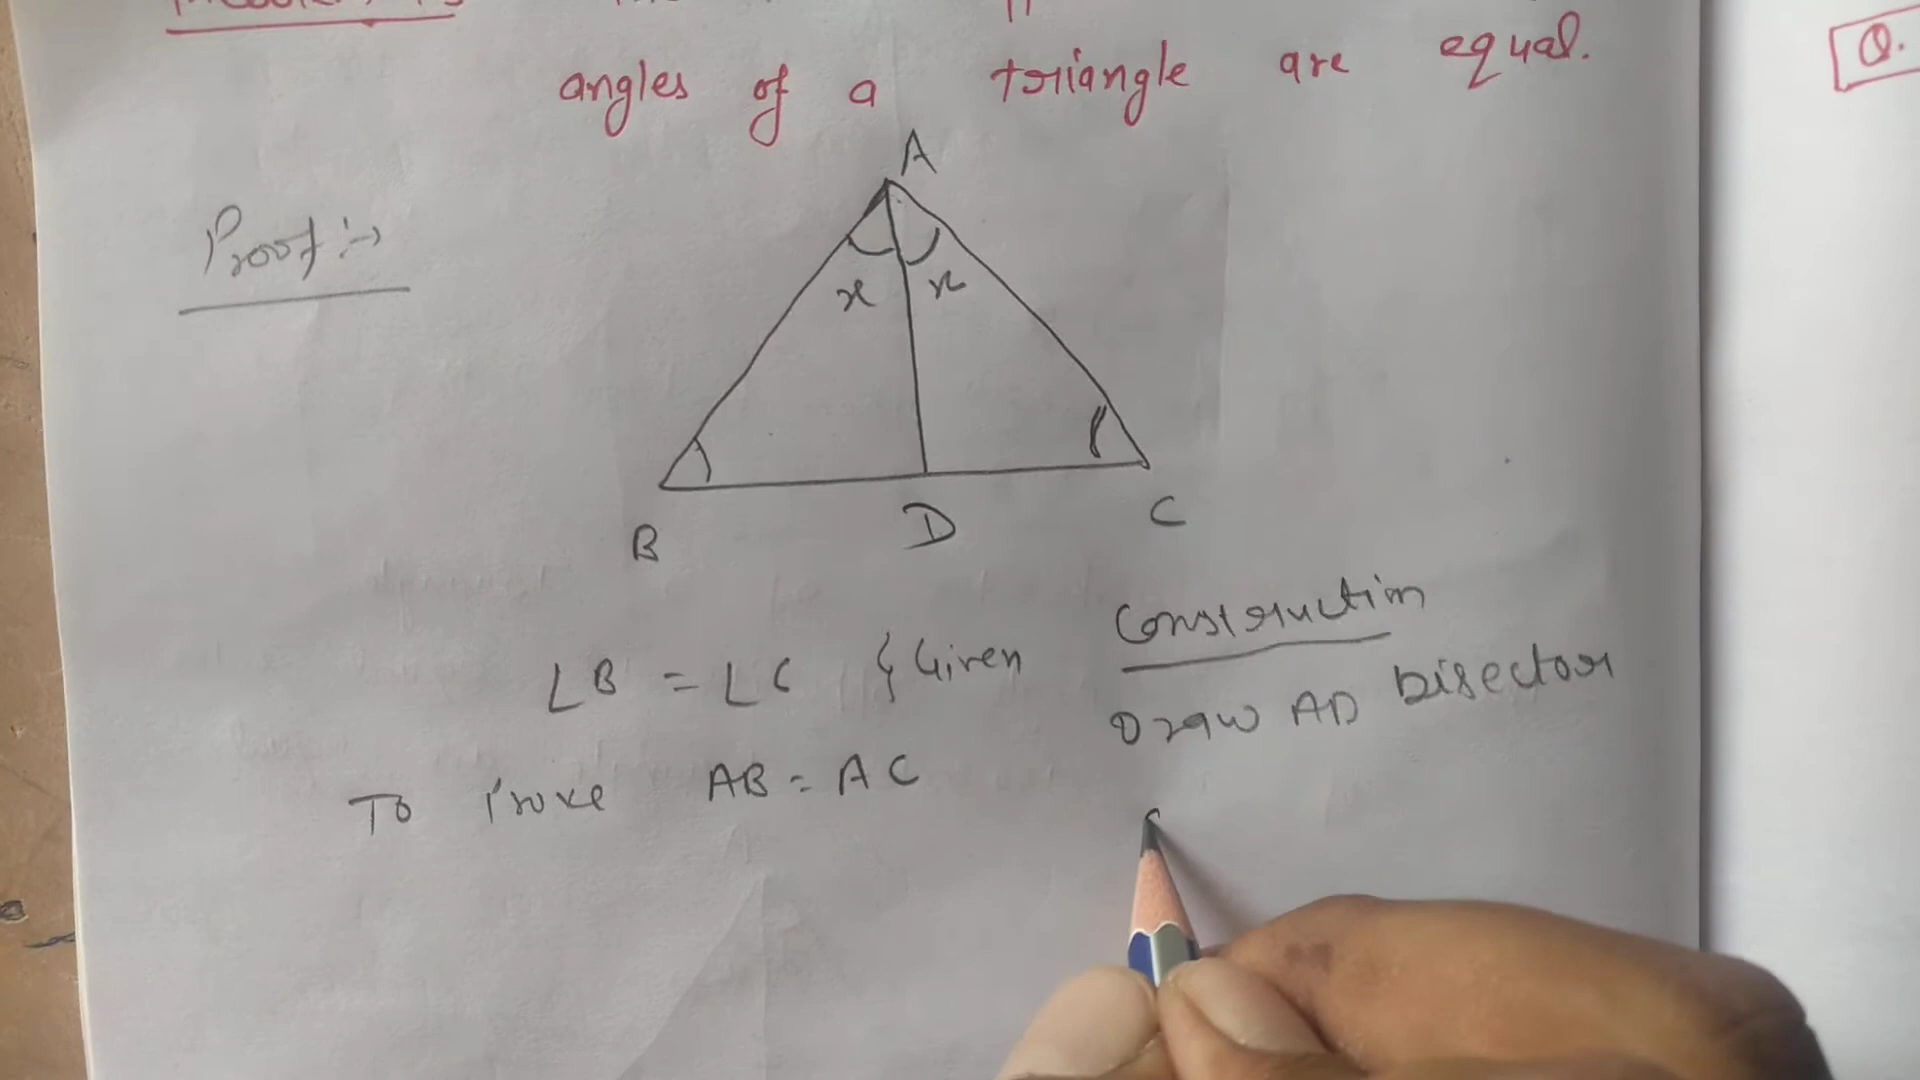 angles of a triangle are equal.
Q.
A
Proof :→
x x
B D C
∠B = ∠C { Given
Construction
Draw AD Bisector
To Prove AB = AC